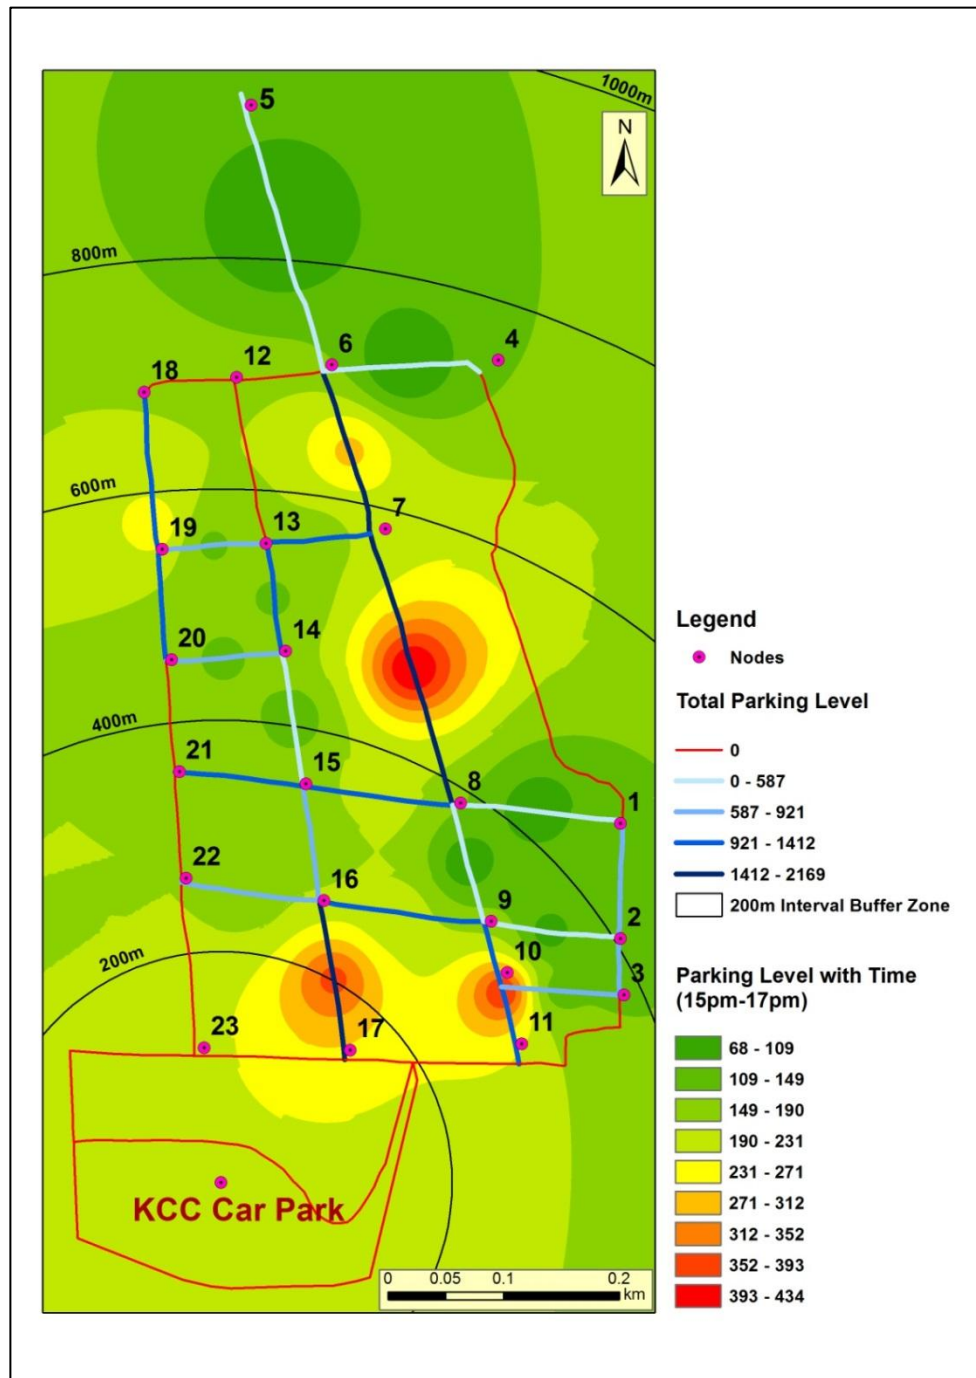 1000m
5
N
800m
6
4
12
18
600m
7
19
13
14
20
400m
21
15
8
1
22
16
9
2
10
3
200m
11
23
17
KCC Car Park
0 0.05 0.1 0.2
km
Legend
Nodes
Total Parking Level
0
0 - 587
587 - 921
921 - 1412
1412 - 2169
200m Interval Buffer Zone
Parking Level with Time
(15pm-17pm)
68 - 109
109 - 149
149 - 190
190 - 231
231 - 271
271 - 312
312 - 352
352 - 393
393 - 434